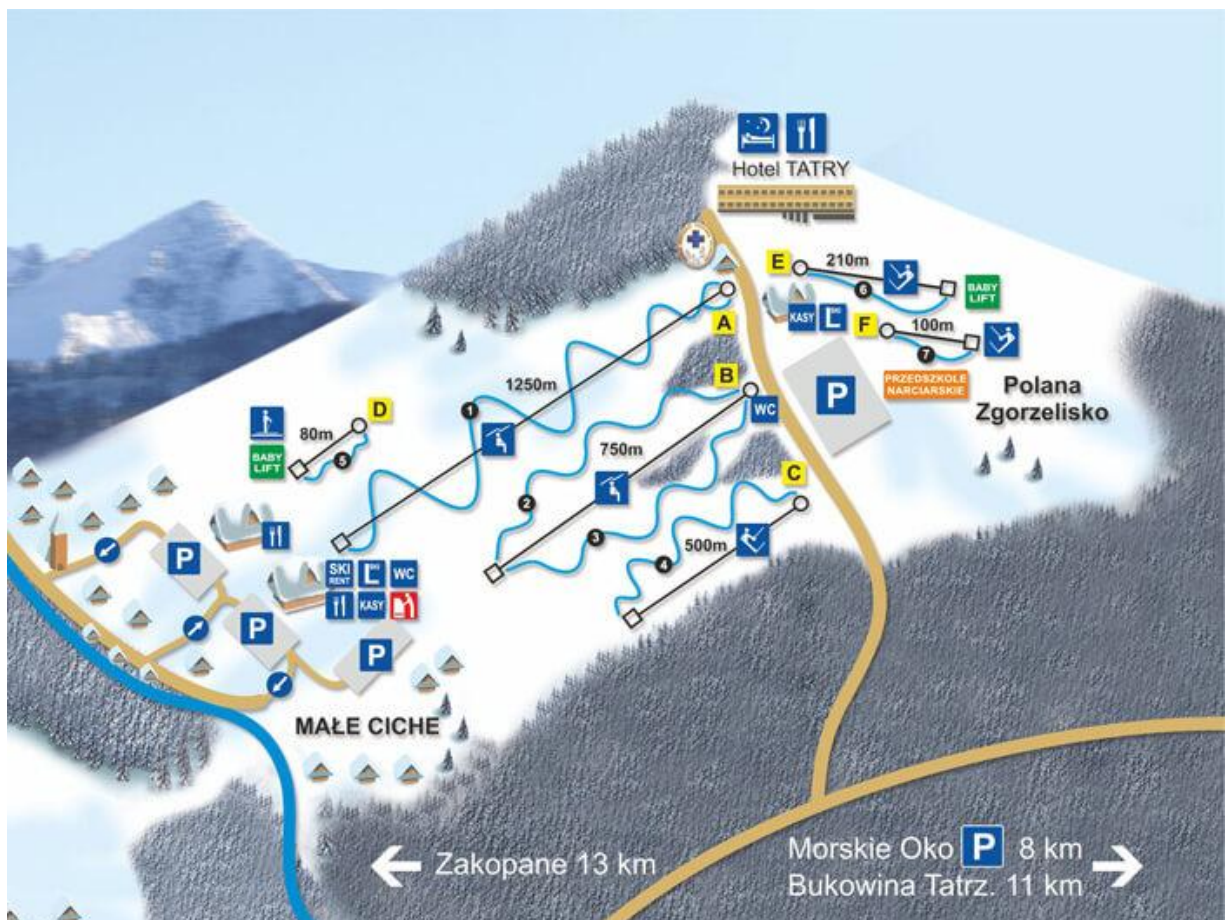 Hotel TATRY
E
210m
6
BABY
LIFT
KASY
F
100m
7
PRZEDSZKOLE
NARCIARSKIE
Polana
Zgorzelisko
P
A
1250m
1
B
WC
750m
2
3
C
500m
4
D
80m
5
BABY
LIFT
P
P
P
SKI
RENT
WC
KASY
MAŁE CICHE
Zakopane 13 km
Morskie Oko P 8 km
Bukowina Tatrz. 11 km